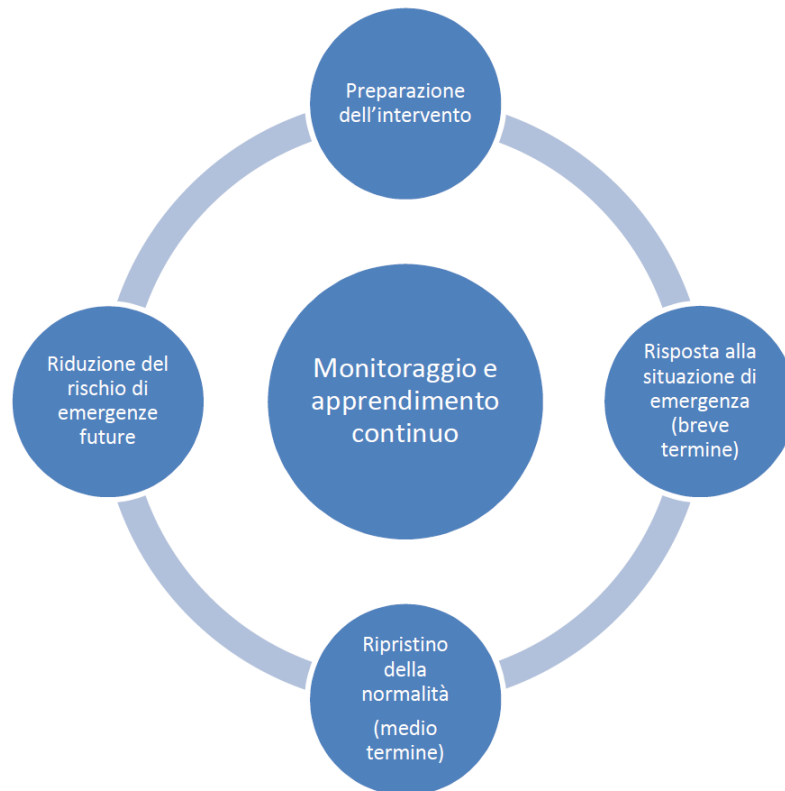 Preparazione
dell'intervento
Riduzione del
rischio di
emergenze
future
Monitoraggio e
apprendimento
continuo
Risposta alla
situazione di
emergenza
(breve
termine)
Ripristino
della
normalità
(medio
termine)